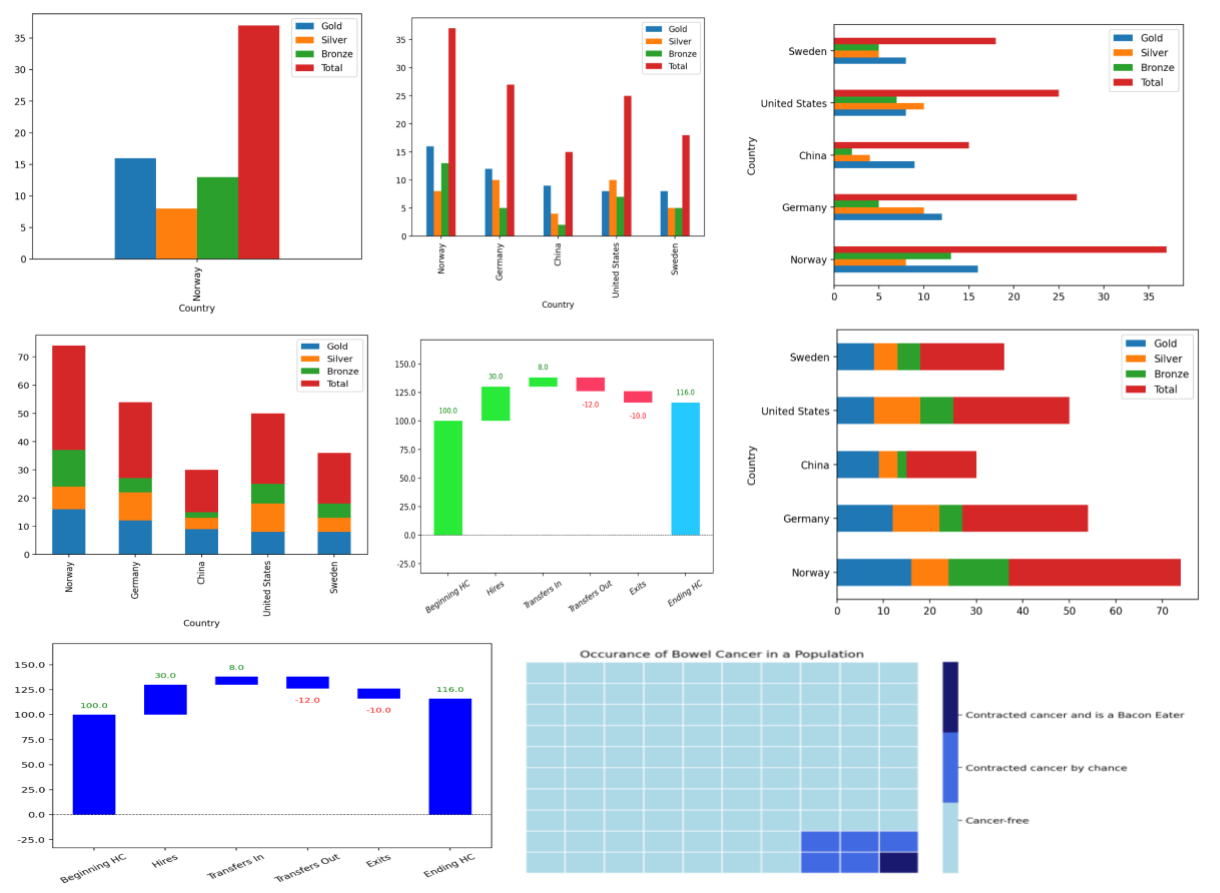 Gold
Silver
Bronze
Total
35
30
25
20
15
10
5
0
Norway
Country
Gold
Silver
Bronze
Total
35
30
25
20
15
10
5
0
Norway
Germany
China
United States
Sweden
Country
Gold
Silver
Bronze
Total
Sweden
United States
China
Germany
Norway
Country
0 5 10 15 20 25 30 35
Gold
Silver
Bronze
Total
70
60
50
40
30
20
10
0
Norway
Germany
China
United States
Sweden
Country
150.0
125.0
100.0
75.0
50.0
25.0
0.0
-25.0
100.0
30.0
8.0
-12.0
-10.0
116.0
Beginning HC
Hires
Transfers In
Transfers Out
Exits
Ending HC
Gold
Silver
Bronze
Total
Sweden
United States
China
Germany
Norway
Country
0 10 20 30 40 50 60 70
150.0
125.0
100.0
75.0
50.0
25.0
0.0
-25.0
100.0
30.0
8.0
-12.0
-10.0
116.0
Beginning HC
Hires
Transfers In
Transfers Out
Exits
Ending HC
Occurance of Bowel Cancer in a Population
Contracted cancer and is a Bacon Eater
Contracted cancer by chance
Cancer-free